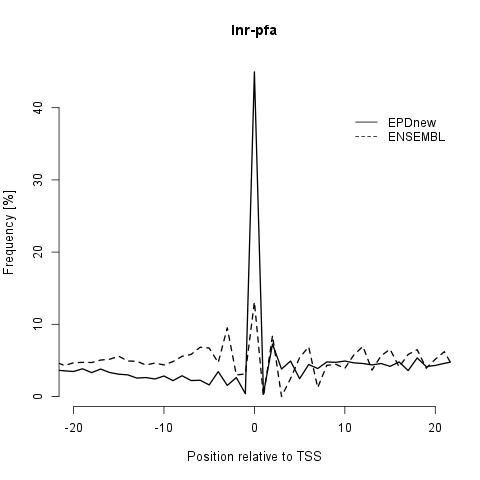 Inr-pfa
EPDnew
ENSEMBL
Frequency [%]
40
30
20
10
0
-20
-10
0
10
20
Position relative to TSS